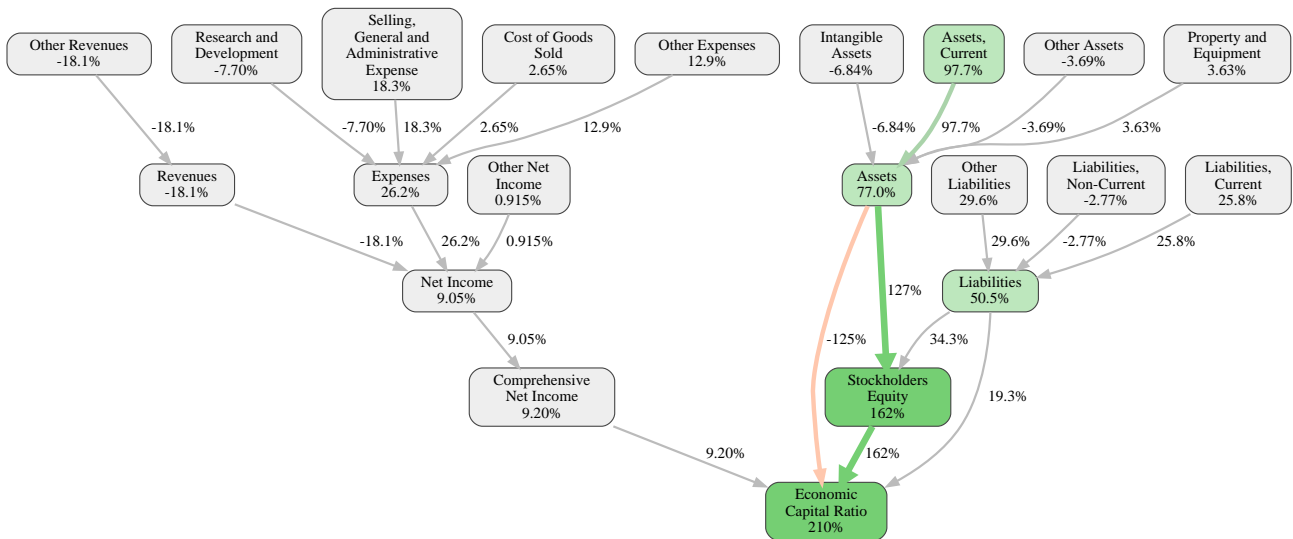 Other Revenues
-18.1%
Research and
Development
-7.70%
Selling,
General and
Administrative
Expense
18.3%
Cost of Goods
Sold
2.65%
Other Expenses
12.9%
Intangible
Assets
-6.84%
Assets,
Current
97.7%
Other Assets
-3.69%
Property and
Equipment
3.63%
-18.1%
-7.70%
18.3%
2.65%
12.9%
-6.84%
97.7%
-3.69%
3.63%
Revenues
-18.1%
Expenses
26.2%
Other Net
Income
0.915%
Assets
77.0%
Other
Liabilities
29.6%
Liabilities,
Non-Current
-2.77%
Liabilities,
Current
25.8%
-18.1%
26.2%
0.915%
29.6%
-2.77%
25.8%
Net Income
9.05%
127%
Liabilities
50.5%
9.05%
-125%
34.3%
Comprehensive
Net Income
9.20%
Stockholders
Equity
162%
19.3%
9.20%
162%
Economic
Capital Ratio
210%